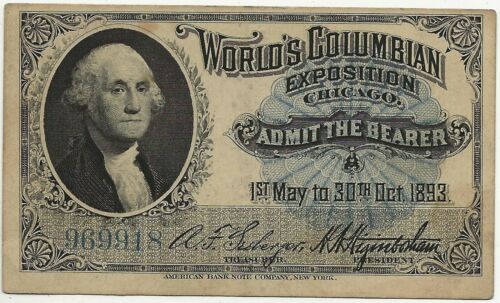 WORLD'S COLUMBIAN
EXPOSITION
CHICAGO.
ADMIT THE BEARER
1ST May to 30TH Oct. 1893.
969918
TREASURER.
PRESIDENT.
AMERICAN BANK NOTE COMPANY, NEW YORK.